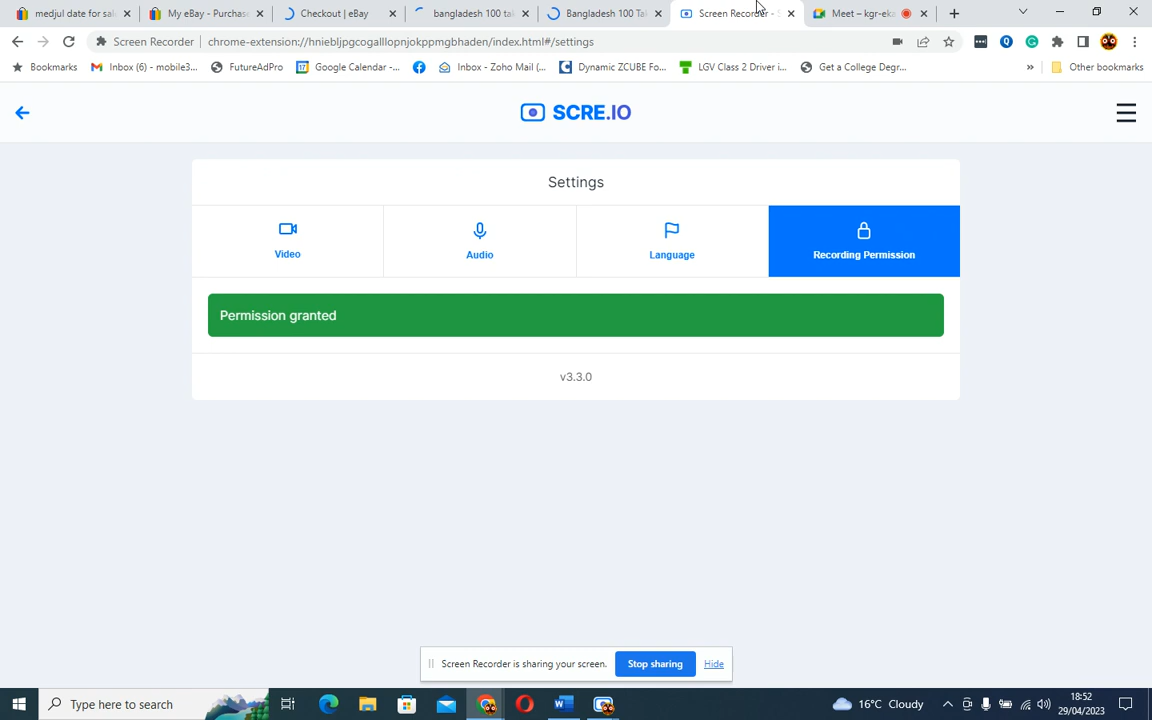 medjul date for sale
My eBay - Purchase
Checkout | eBay
bangladesh 100 tak
Bangladesh 100 Tak
Screen Recorder - S
Meet – kgr-eka
Screen Recorder
chrome-extension://hniebljpgcogalllopnjokppmgbhaden/index.html#/settings
Bookmarks
Inbox (6) - mobile3...
FutureAdPro
Google Calendar -...
Inbox - Zoho Mail (...
Dynamic ZCUBE Fo...
LGV Class 2 Driver i...
Get a College Degr...
»
Other bookmarks
SCRE.IO
Settings
Video
Audio
Language
Recording Permission
Permission granted
v3.3.0
Screen Recorder is sharing your screen.
Stop sharing
Hide
Type here to search
16°C Cloudy
18:52
29/04/2023